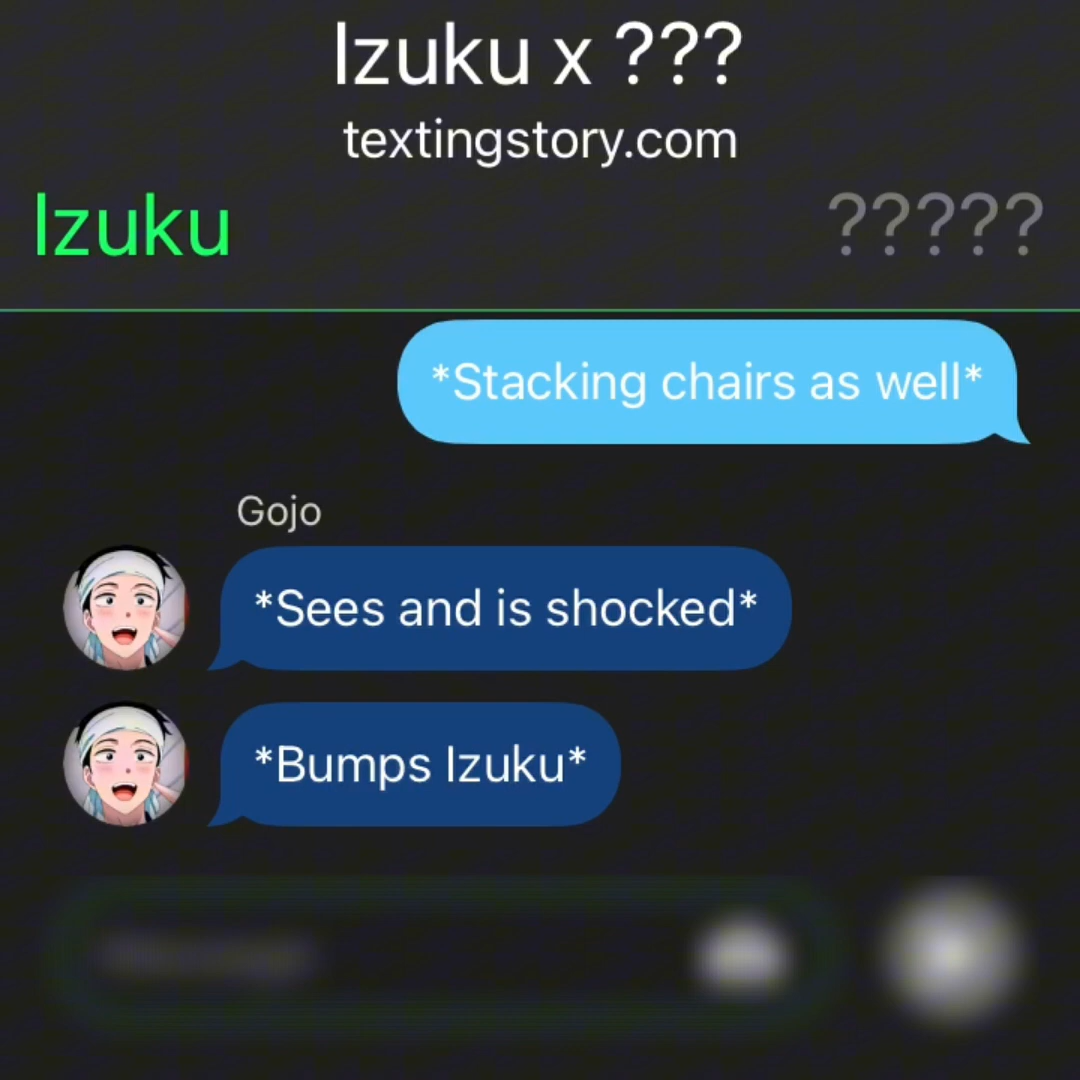 Izuku x ???
textingstory.com
Izuku
?????
*Stacking chairs as well*
Gojo
*Sees and is shocked*
*Bumps Izuku*